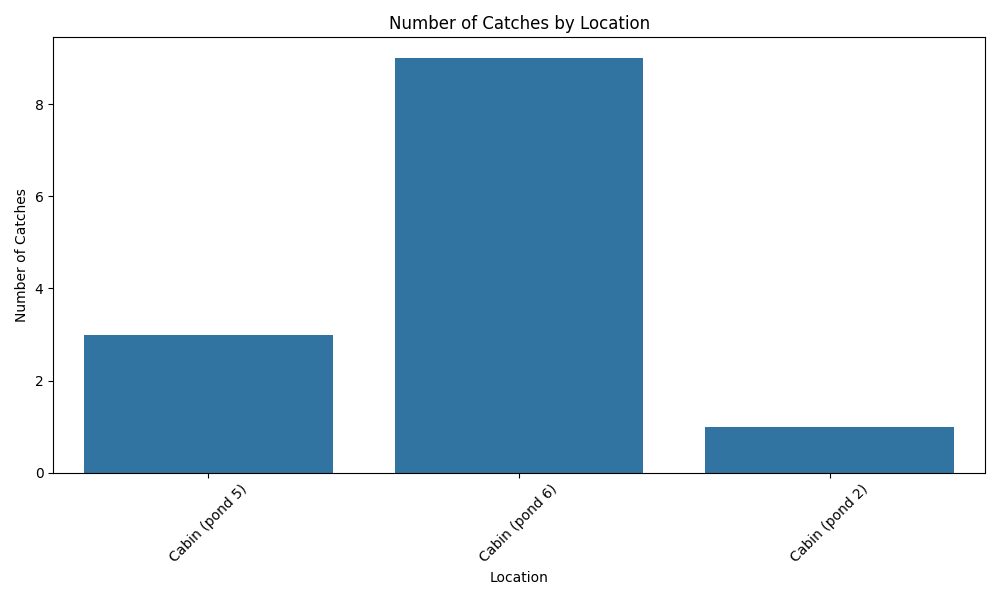 Number of Catches by Location
Number of Catches
8
6
4
2
0
Cabin (pond 5)
Cabin (pond 6)
Cabin (pond 2)
Location